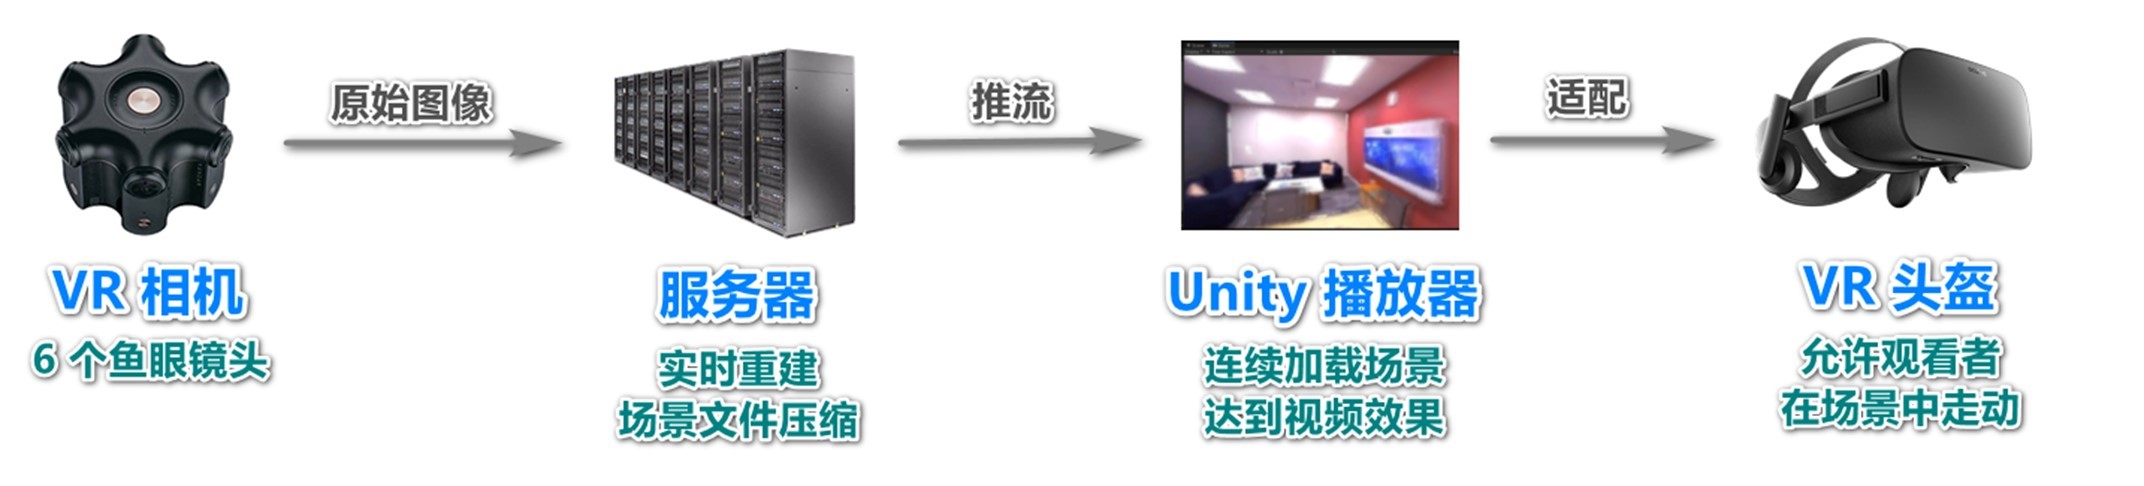 原始图像
推流
适配
VR 相机
6 个鱼眼镜头
服务器
实时重建
场景文件压缩
Unity 播放器
连续加载场景
达到视频效果
VR 头盔
允许观看者
在场景中走动